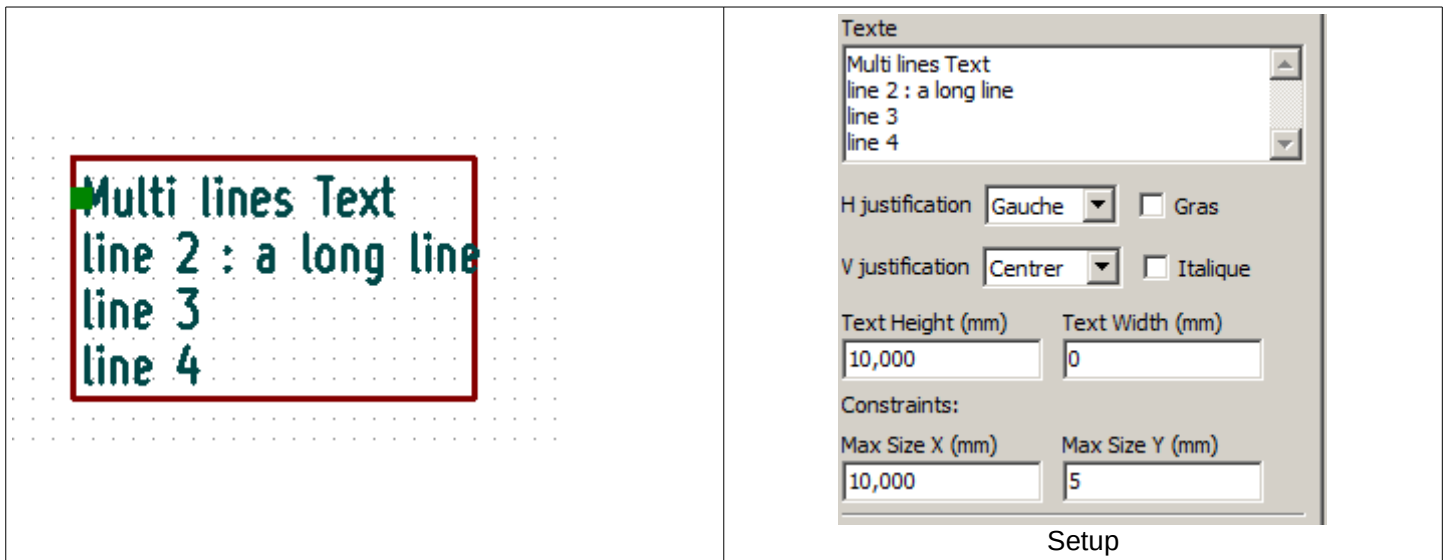 Multi lines Text
line 2 : a long line
line 3
line 4
Texte
Multi lines Text
line 2 : a long line
line 3
line 4
H justification Gauche Gras
V justification Centrer Italique
Text Height (mm) Text Width (mm)
10,000 0
Constraints:
Max Size X (mm) Max Size Y (mm)
10,000 5
Setup